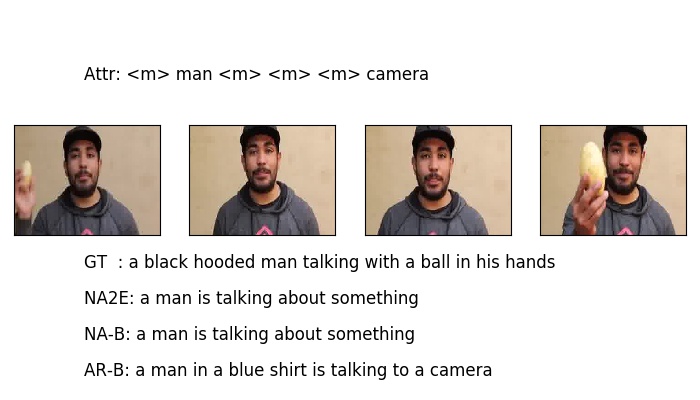 Attr: <m> man <m> <m> <m> camera
GT : a black hooded man talking with a ball in his hands
NA2E: a man is talking about something
NA-B: a man is talking about something
AR-B: a man in a blue shirt is talking to a camera